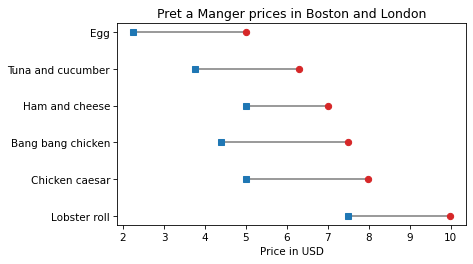 Pret a Manger prices in Boston and London
Egg
Tuna and cucumber
Ham and cheese
Bang bang chicken
Chicken caesar
Lobster roll
2 3 4 5 6 7 8 9 10
Price in USD